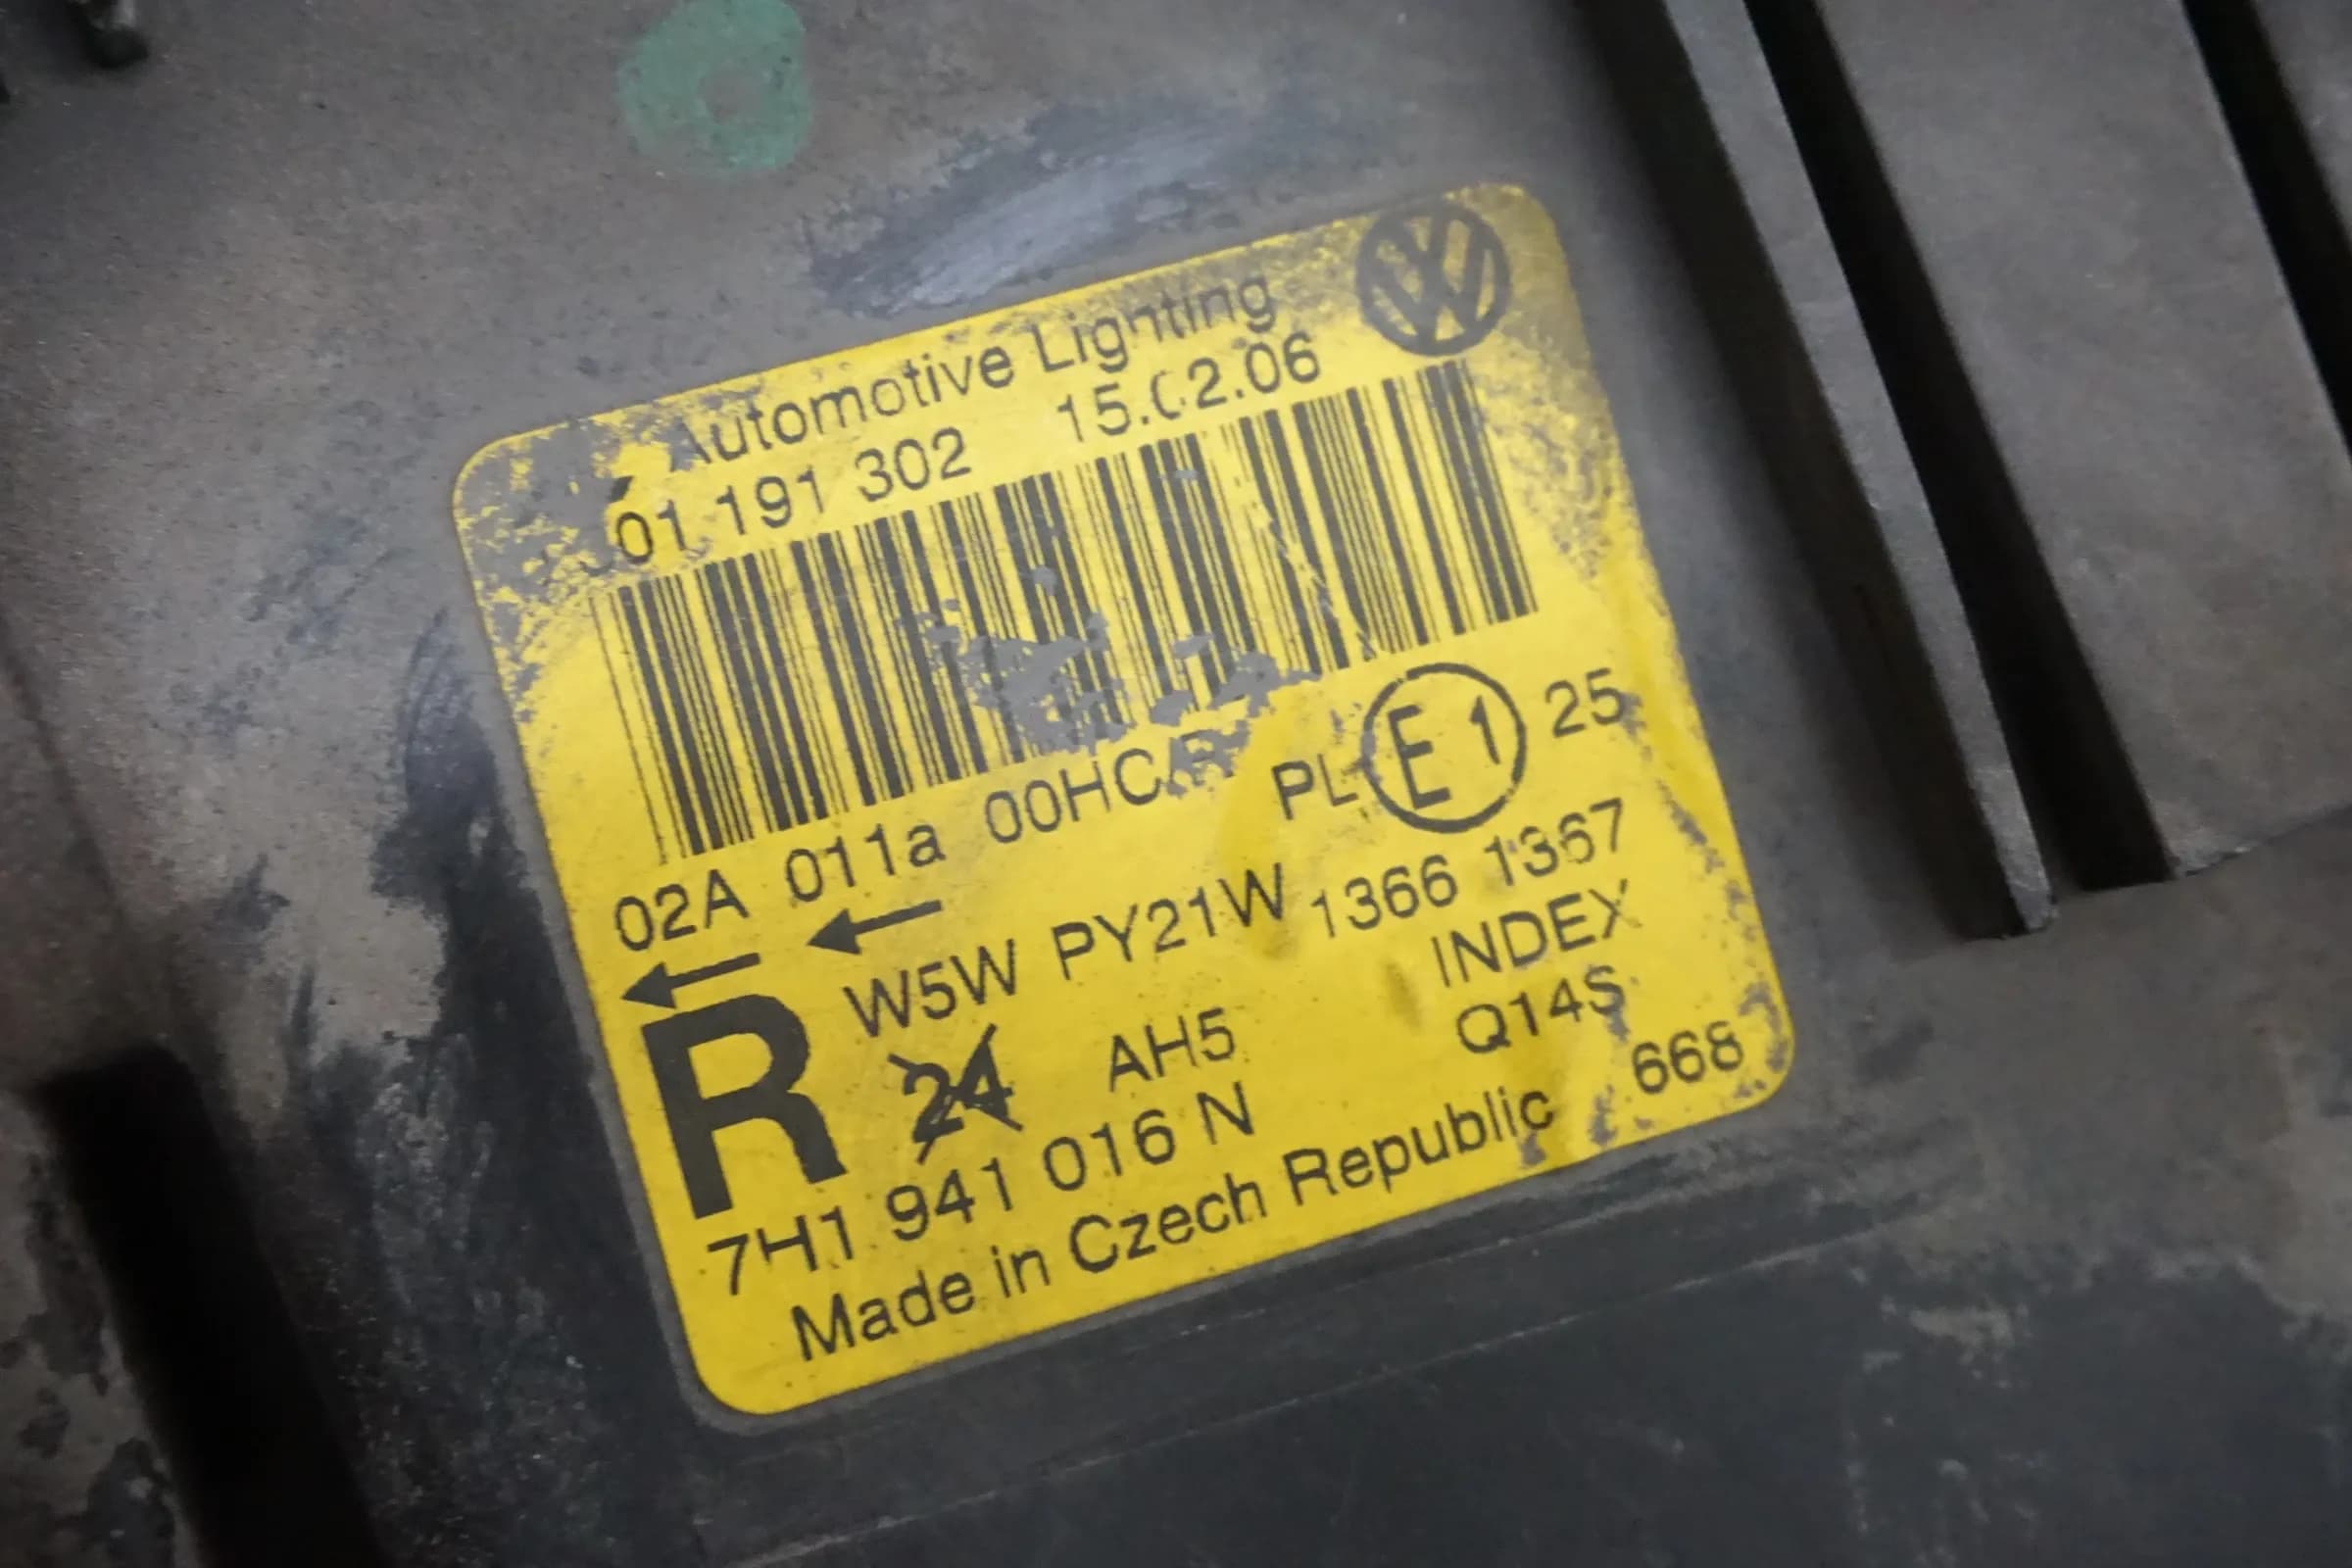 Automotive Lighting
01 191 302 15.02.06
02A 011a 00HCR PL E1 25
W5W PY21W 1366 1367
R 24 AH5 INDEX
Q14S
7H1 941 016 N
Made in Czech Republic 668